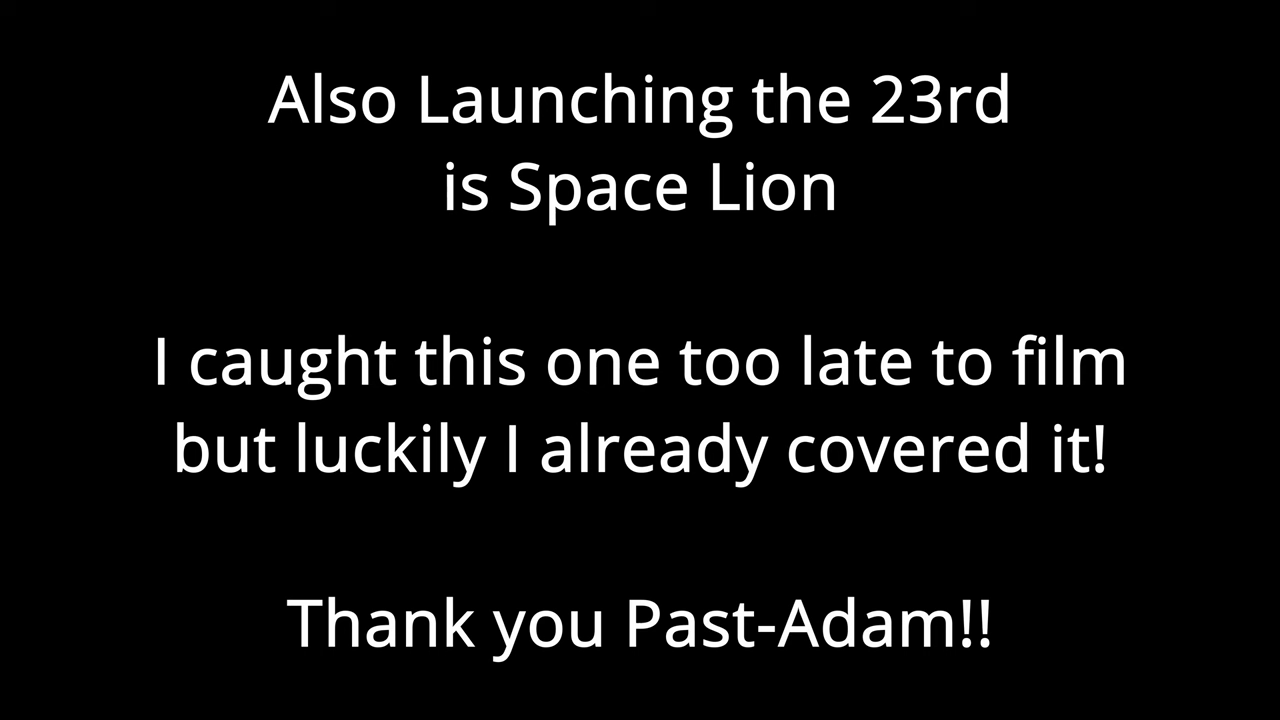 Also Launching the 23rd
is Space Lion
I caught this one too late to film
but luckily I already covered it!
Thank you Past-Adam!!